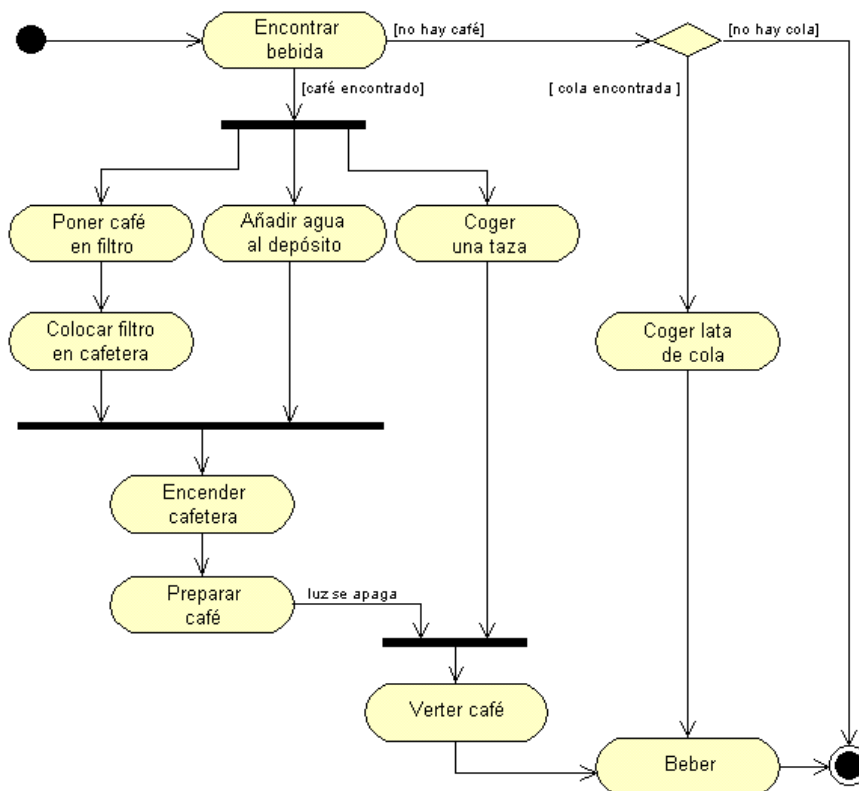 Encontrar
bebida
[no hay café]
[no hay cola]
[café encontrado]
[ cola encontrada ]
Poner café
en filtro
Añadir agua
al depósito
Coger
una taza
Colocar filtro
en cafetera
Coger lata
de cola
Encender
cafetera
Preparar
café
luz se apaga
Verter café
Beber